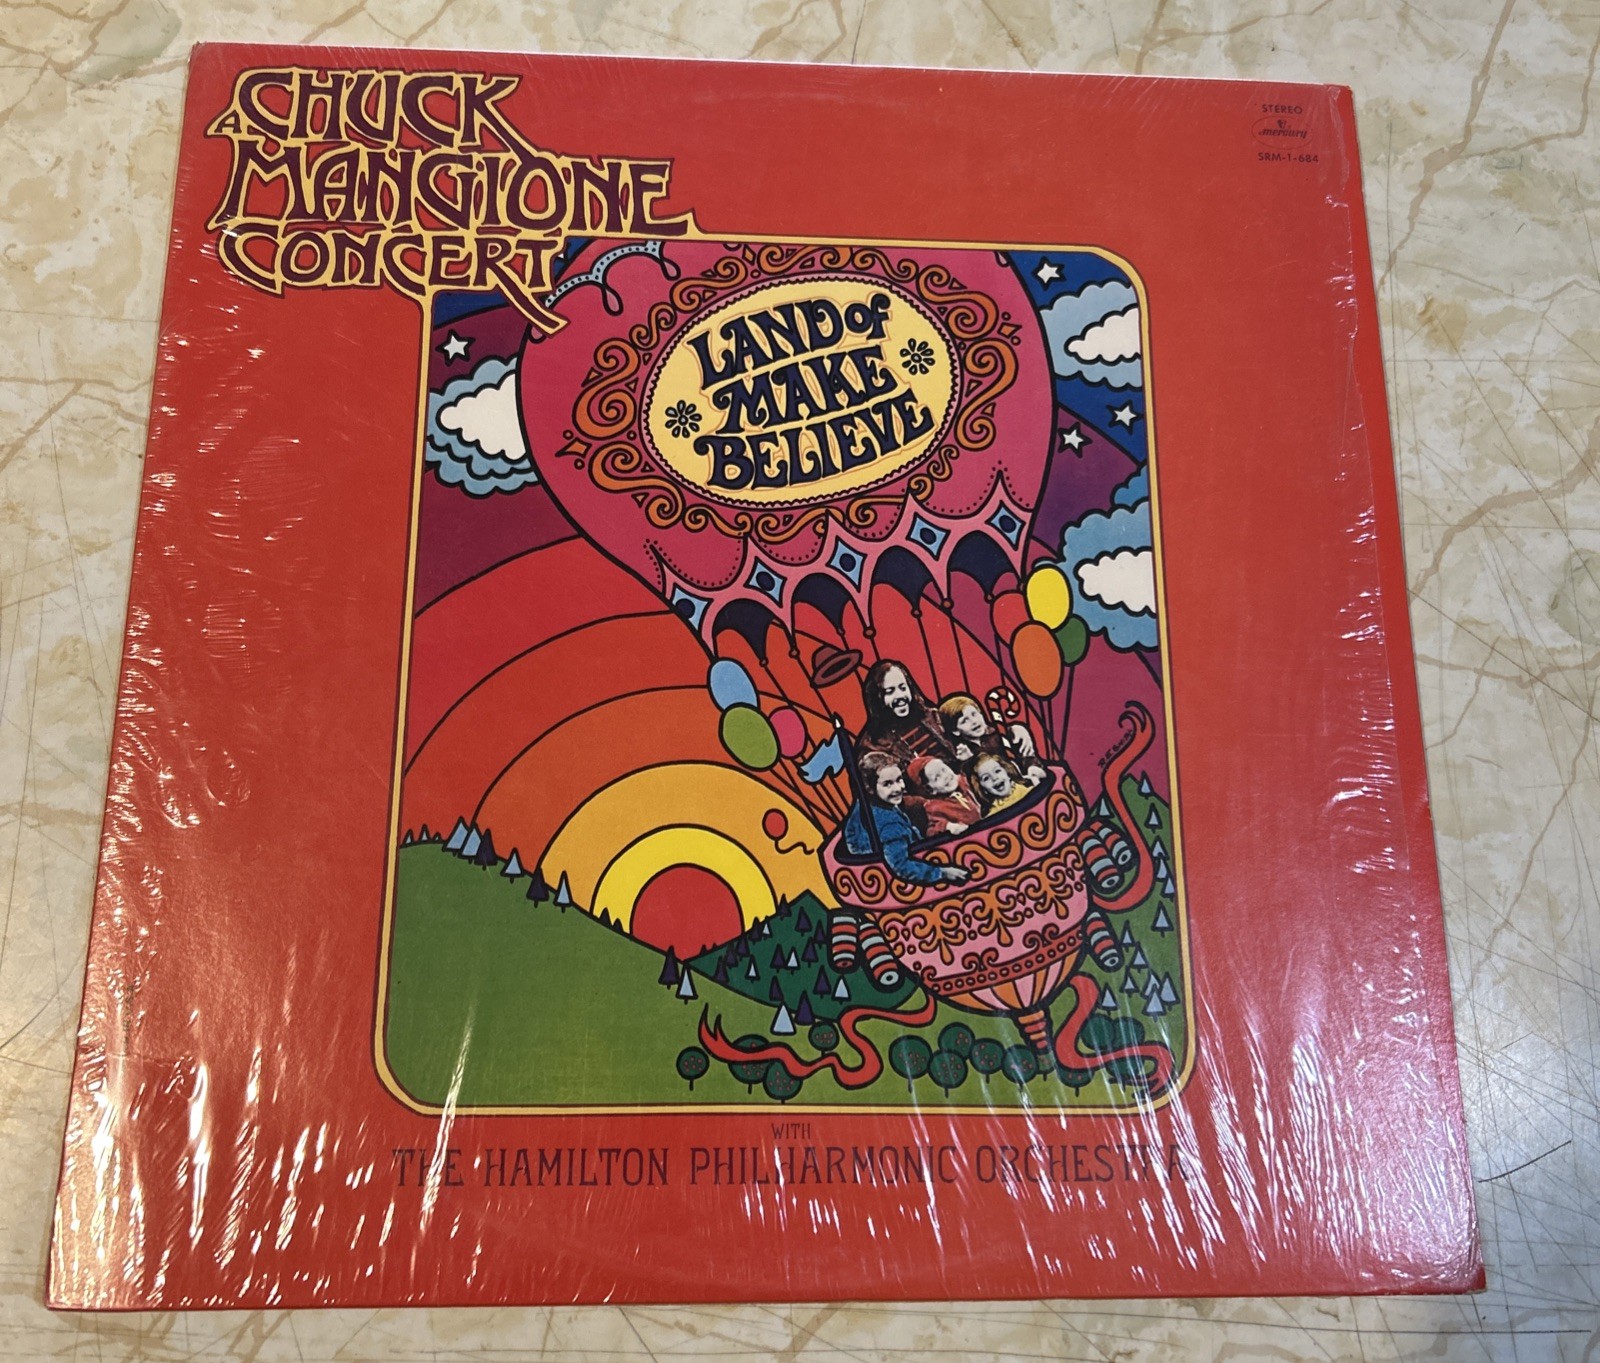 A CHUCK
MANGIONE
CONCERT
STEREO
mercury
SRM-1-684
LAND of
MAKE
BELIEVE
WITH
THE HAMILTON PHILHARMONIC ORCHESTRA